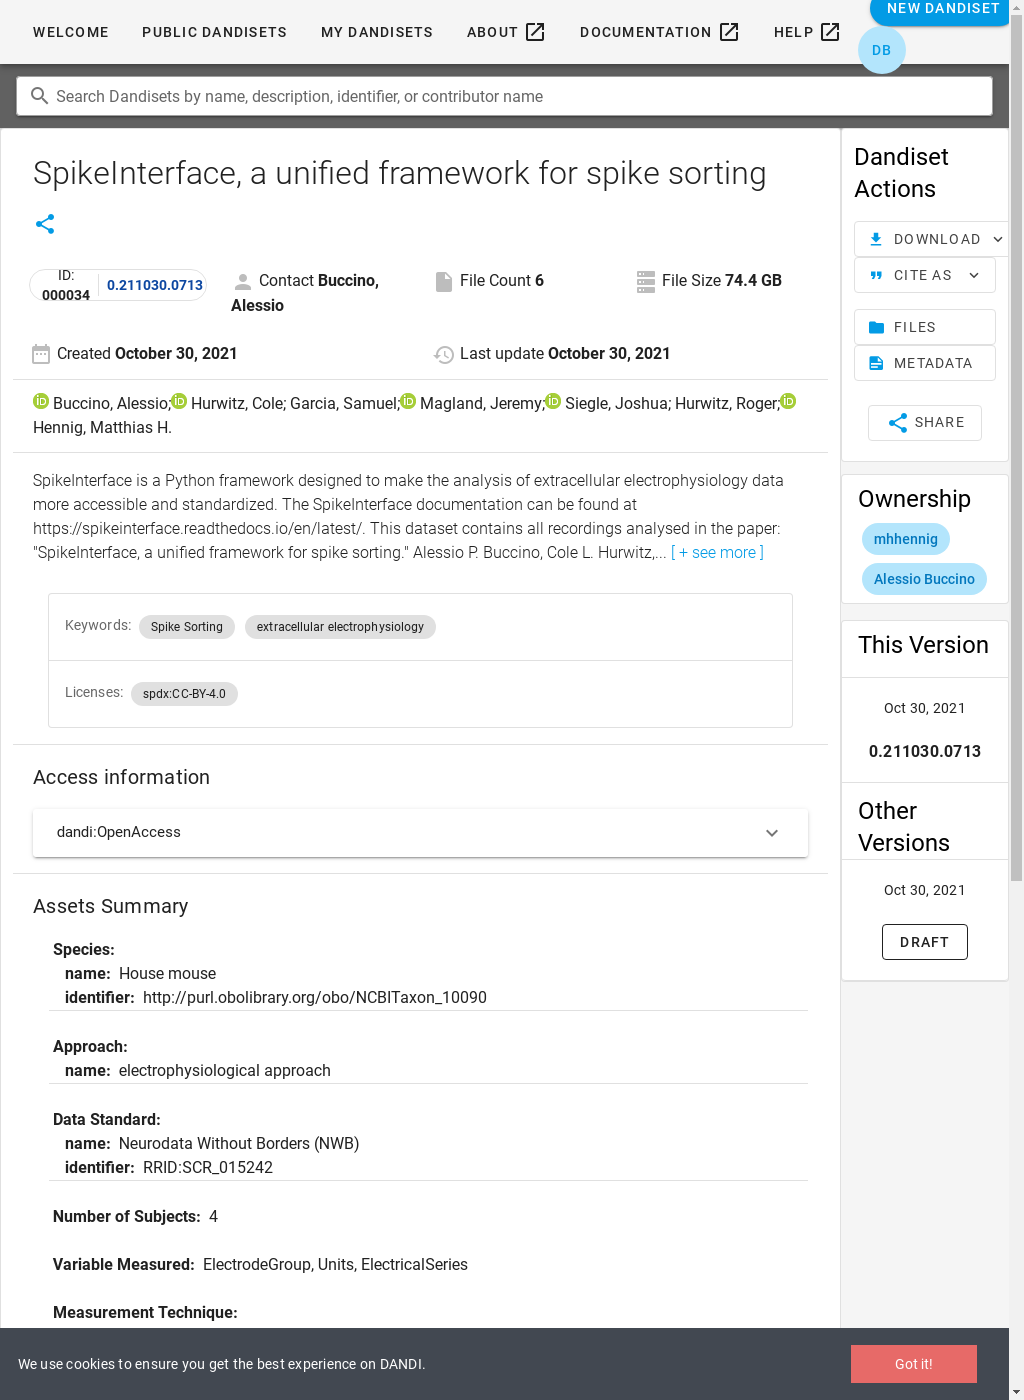 NEW DANDISET
WELCOME PUBLIC DANDISETS MY DANDISETS ABOUT DOCUMENTATION HELP
DB
Search Dandisets by name, description, identifier, or contributor name
SpikeInterface, a unified framework for spike sorting
ID: 000034 0.211030.0713
Contact Buccino, Alessio
File Count 6
File Size 74.4 GB
Created October 30, 2021
Last update October 30, 2021
Buccino, Alessio; Hurwitz, Cole; Garcia, Samuel; Magland, Jeremy; Siegle, Joshua; Hurwitz, Roger;
Hennig, Matthias H.
SpikeInterface is a Python framework designed to make the analysis of extracellular electrophysiology data
more accessible and standardized. The SpikeInterface documentation can be found at
https://spikeinterface.readthedocs.io/en/latest/. This dataset contains all recordings analysed in the paper:
"SpikeInterface, a unified framework for spike sorting." Alessio P. Buccino, Cole L. Hurwitz,... [ + see more ]
Keywords: Spike Sorting extracellular electrophysiology
Licenses: spdx:CC-BY-4.0
Access information
dandi:OpenAccess
Assets Summary
Species:
name: House mouse
identifier: http://purl.obolibrary.org/obo/NCBITaxon_10090
Approach:
name: electrophysiological approach
Data Standard:
name: Neurodata Without Borders (NWB)
identifier: RRID:SCR_015242
Number of Subjects: 4
Variable Measured: ElectrodeGroup, Units, ElectricalSeries
Measurement Technique:
Dandiset
Actions
DOWNLOAD
CITE AS
FILES
METADATA
SHARE
Ownership
mhhennig
Alessio Buccino
This Version
Oct 30, 2021
0.211030.0713
Other
Versions
Oct 30, 2021
DRAFT
We use cookies to ensure you get the best experience on DANDI.
Got it!